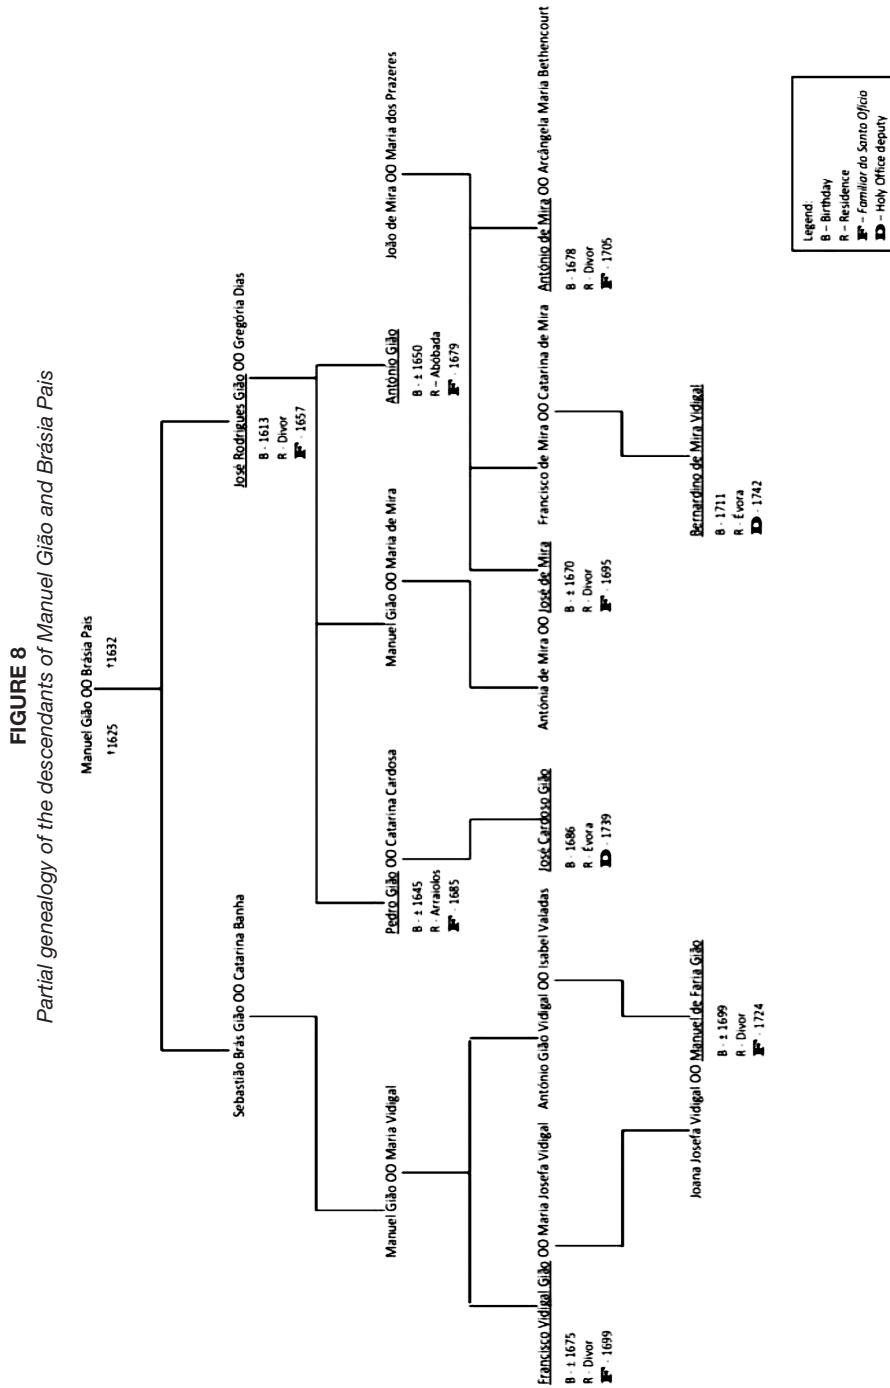 FIGURE 8
Partial genealogy of the descendants of Manuel Gião and Brásia Pais
Manuel Gião OO Brásia Pais
†1625 †1632
Sebastião Brás Gião OO Catarina Banha
José Rodrigues Gião OO Gregória Dias
B - 1613
R - Divor
F - 1657
Manuel Gião OO Maria Vidigal
Pedro Gião OO Catarina Cardosa
B - ± 1645
R - Arraiolos
F - 1685
Manuel Gião OO Maria de Mira
António Gião
B - ± 1650
R – Abóbada
F - 1679
João de Mira OO Maria dos Prazeres
Francisco Vidigal Gião OO Maria Josefa Vidigal
B - ± 1675
R - Divor
F - 1699
António Gião Vidigal OO Isabel Valadas
José Cardoso Gião
B - 1686
R - Évora
D - 1739
Antónia de Mira OO José de Mira
B - ± 1670
R - Divor
F - 1695
Francisco de Mira OO Catarina de Mira
António de Mira OO Arcângela Maria Bethencourt
B - 1678
R - Divor
F - 1705
Joana Josefa Vidigal OO Manuel de Faria Gião
B - ± 1699
R - Divor
F - 1724
Bernardino de Mira Vidigal
B - 1711
R - Évora
D - 1742
Legend:
B – Birthday
R – Residence
F – Familiar do Santo Ofício
D – Holy Office deputy